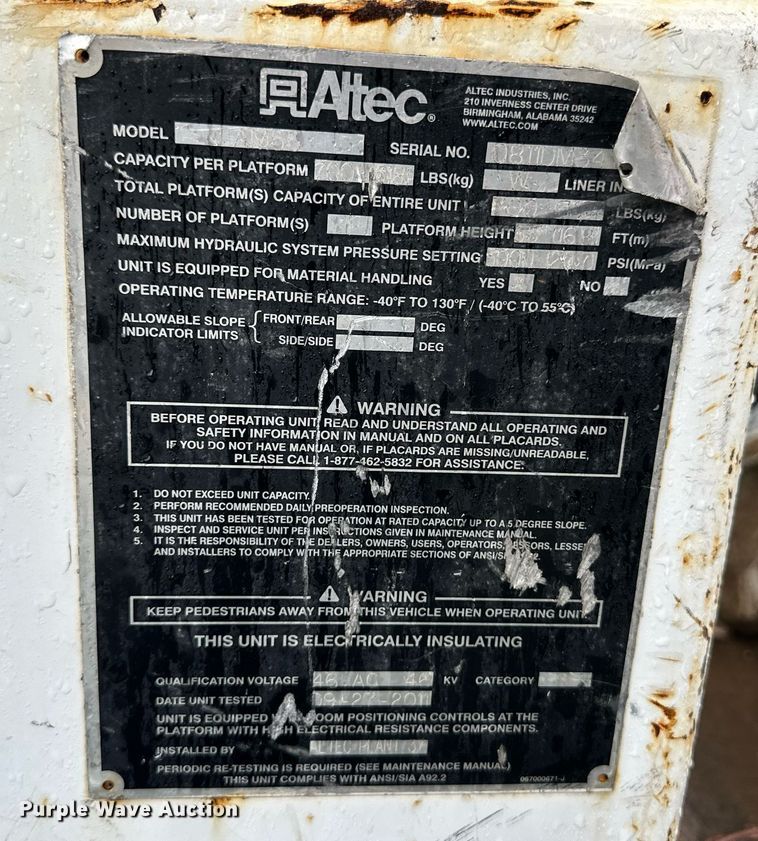 Altec®
ALTEC INDUSTRIES, INC.
210 INVERNESS CENTER DRIVE
BIRMINGHAM, ALABAMA 35242
WWW.ALTEC.COM
MODEL
SERIAL NO.
CAPACITY PER PLATFORM LBS(kg) LINER IN
TOTAL PLATFORM(S) CAPACITY OF ENTIRE UNIT LBS(kg)
NUMBER OF PLATFORM(S) PLATFORM HEIGHT FT(m)
MAXIMUM HYDRAULIC SYSTEM PRESSURE SETTING PSI(MPa)
UNIT IS EQUIPPED FOR MATERIAL HANDLING YES NO
OPERATING TEMPERATURE RANGE: -40°F TO 130°F / (-40°C TO 55°C)
ALLOWABLE SLOPE
INDICATOR LIMITS
FRONT/REAR DEG
SIDE/SIDE DEG
WARNING
BEFORE OPERATING UNIT READ AND UNDERSTAND ALL OPERATING AND
SAFETY INFORMATION IN MANUAL AND ON ALL PLACARDS.
IF YOU DO NOT HAVE MANUAL OR, IF PLACARDS ARE MISSING/UNREADABLE,
PLEASE CALL 1-877-462-5832 FOR ASSISTANCE.
1. DO NOT EXCEED UNIT CAPACITY.
2. PERFORM RECOMMENDED DAILY PREOPERATION INSPECTION.
3. THIS UNIT HAS BEEN TESTED FOR OPERATION AT RATED CAPACITY UP TO A 5 DEGREE SLOPE.
4. INSPECT AND SERVICE UNIT PER INSTRUCTIONS GIVEN IN MAINTENANCE MANUAL.
5. IT IS THE RESPONSIBILITY OF THE DEALERS, OWNERS, USERS, OPERATORS,
AND INSTALLERS TO COMPLY WITH THE APPROPRIATE SECTIONS OF
WARNING
KEEP PEDESTRIANS AWAY FROM THIS VEHICLE WHEN OPERATING UNIT.
THIS UNIT IS ELECTRICALLY INSULATING
QUALIFICATION VOLTAGE 46 AC KV CATEGORY
DATE UNIT TESTED
UNIT IS EQUIPPED BOOM POSITIONING CONTROLS AT THE
PLATFORM WITH HIGH ELECTRICAL RESISTANCE COMPONENTS.
INSTALLED BY
PERIODIC RE-TESTING IS REQUIRED (SEE MAINTENANCE MANUAL)
THIS UNIT COMPLIES WITH ANSI/SIA A92.2
067000671-J
Purple Wave Auction